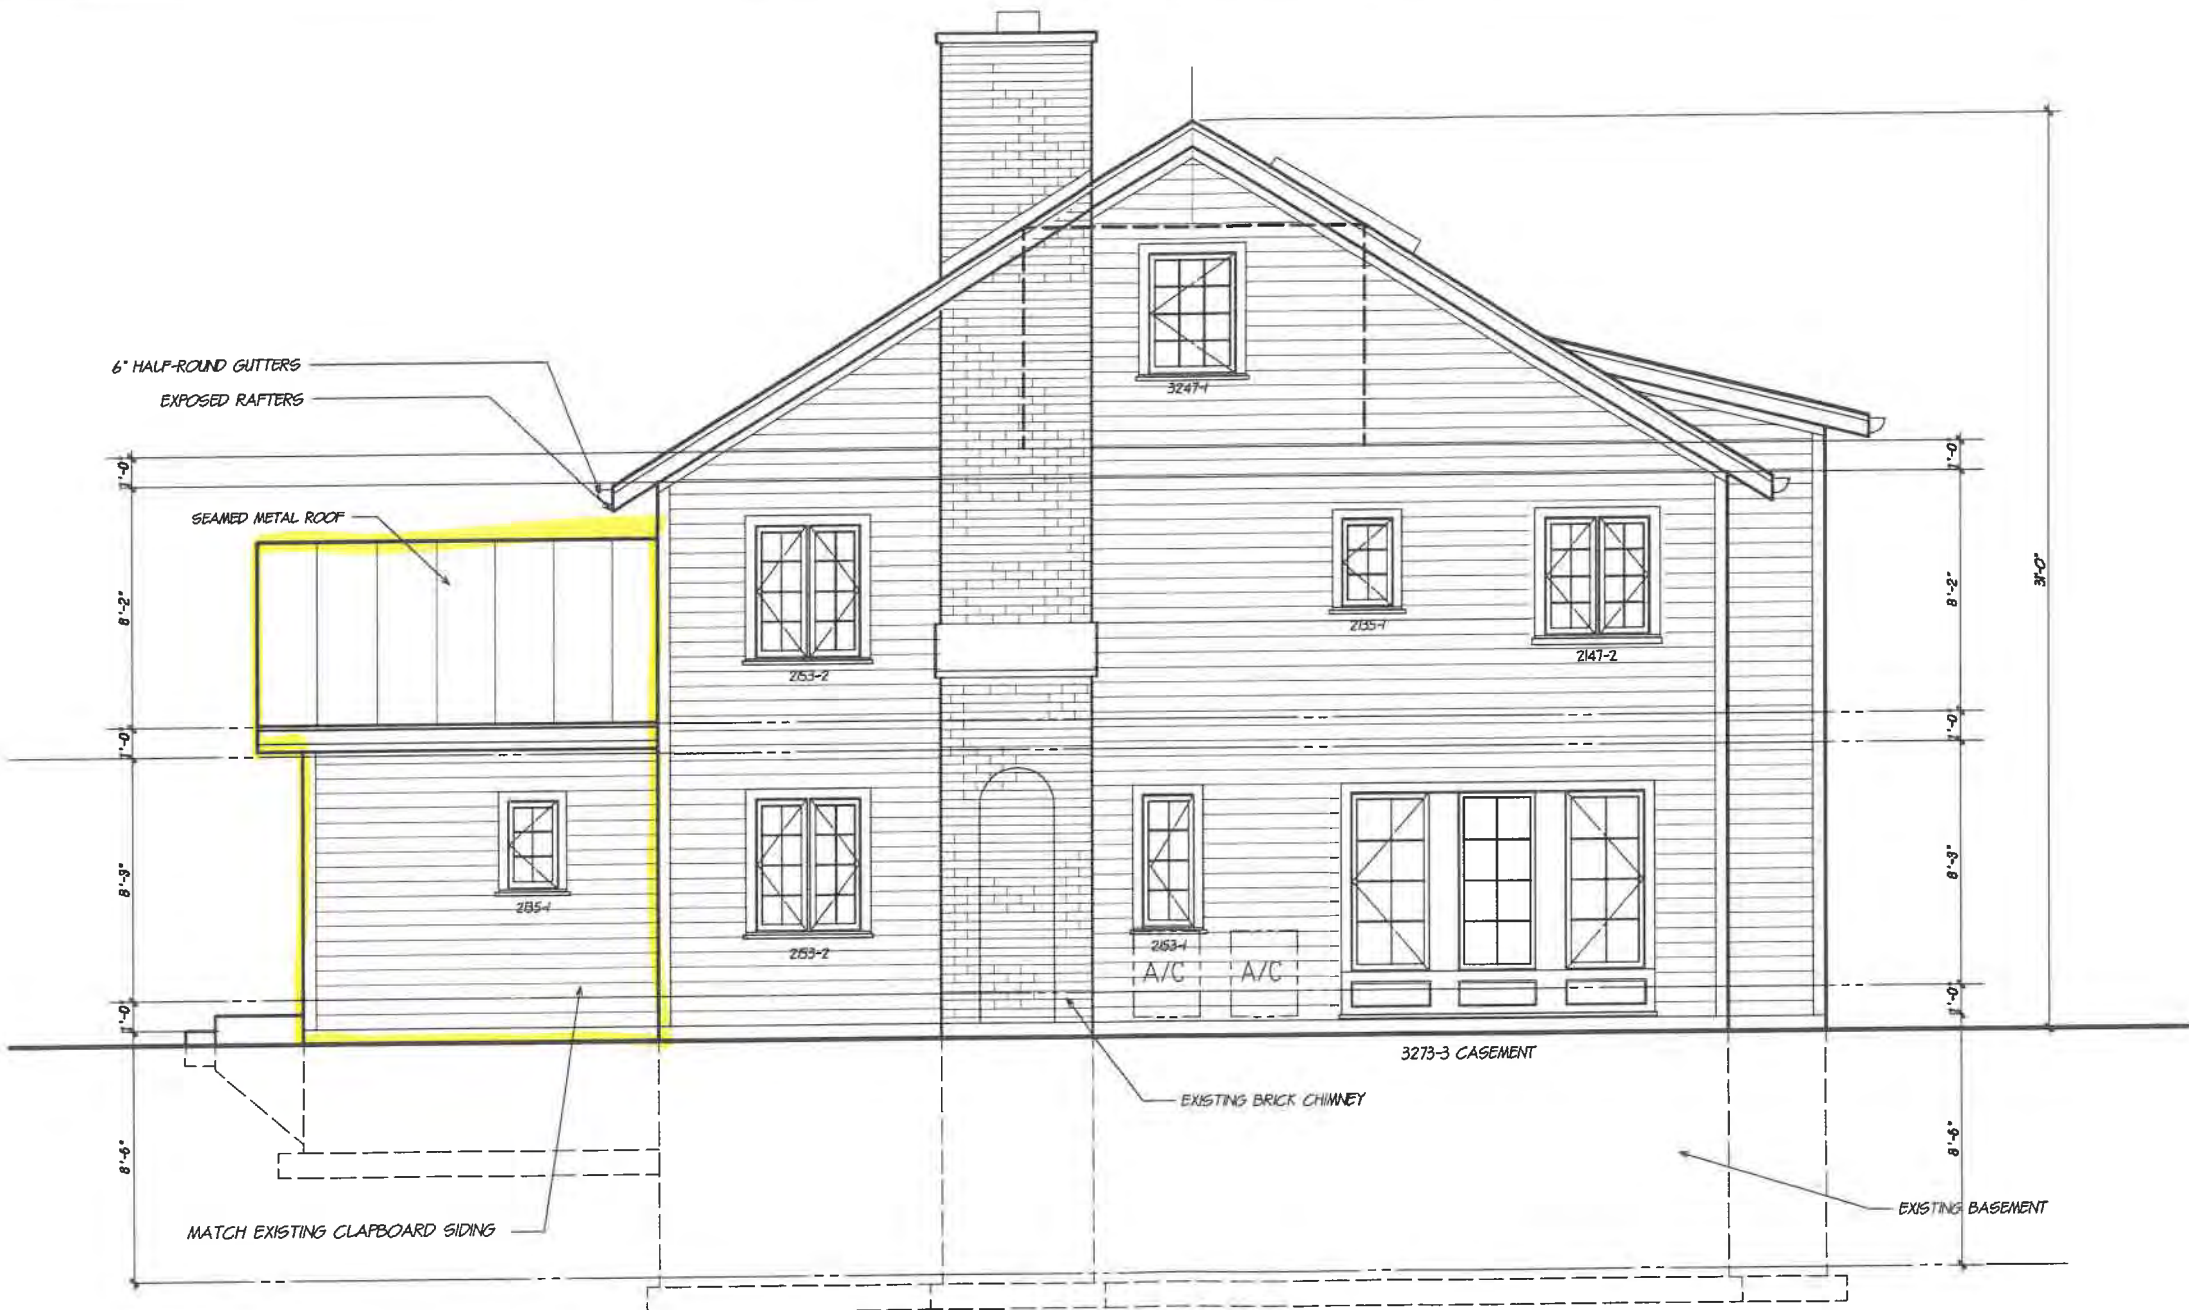 6" HALF-ROUND GUTTERS
EXPOSED RAFTERS
3247-1
1'-0"
1'-0"
SEAMED METAL ROOF
31'-0"
8'-2"
8'-2"
2135-1
2147-2
2153-2
1'-0"
1'-0"
8'-9"
8'-9"
2135-1
2153-1
2153-2
A/C
A/C
1'-0"
1'-0"
3273-3 CASEMENT
EXISTING BRICK CHIMNEY
8'-6"
8'-6"
EXISTING BASEMENT
MATCH EXISTING CLAPBOARD SIDING